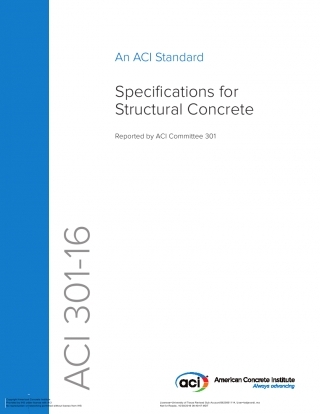 An ACI Standard
Specifications for
Structural Concrete
Reported by ACI Committee 301
ACI 301-16
aci
American Concrete Institute
Always advancing